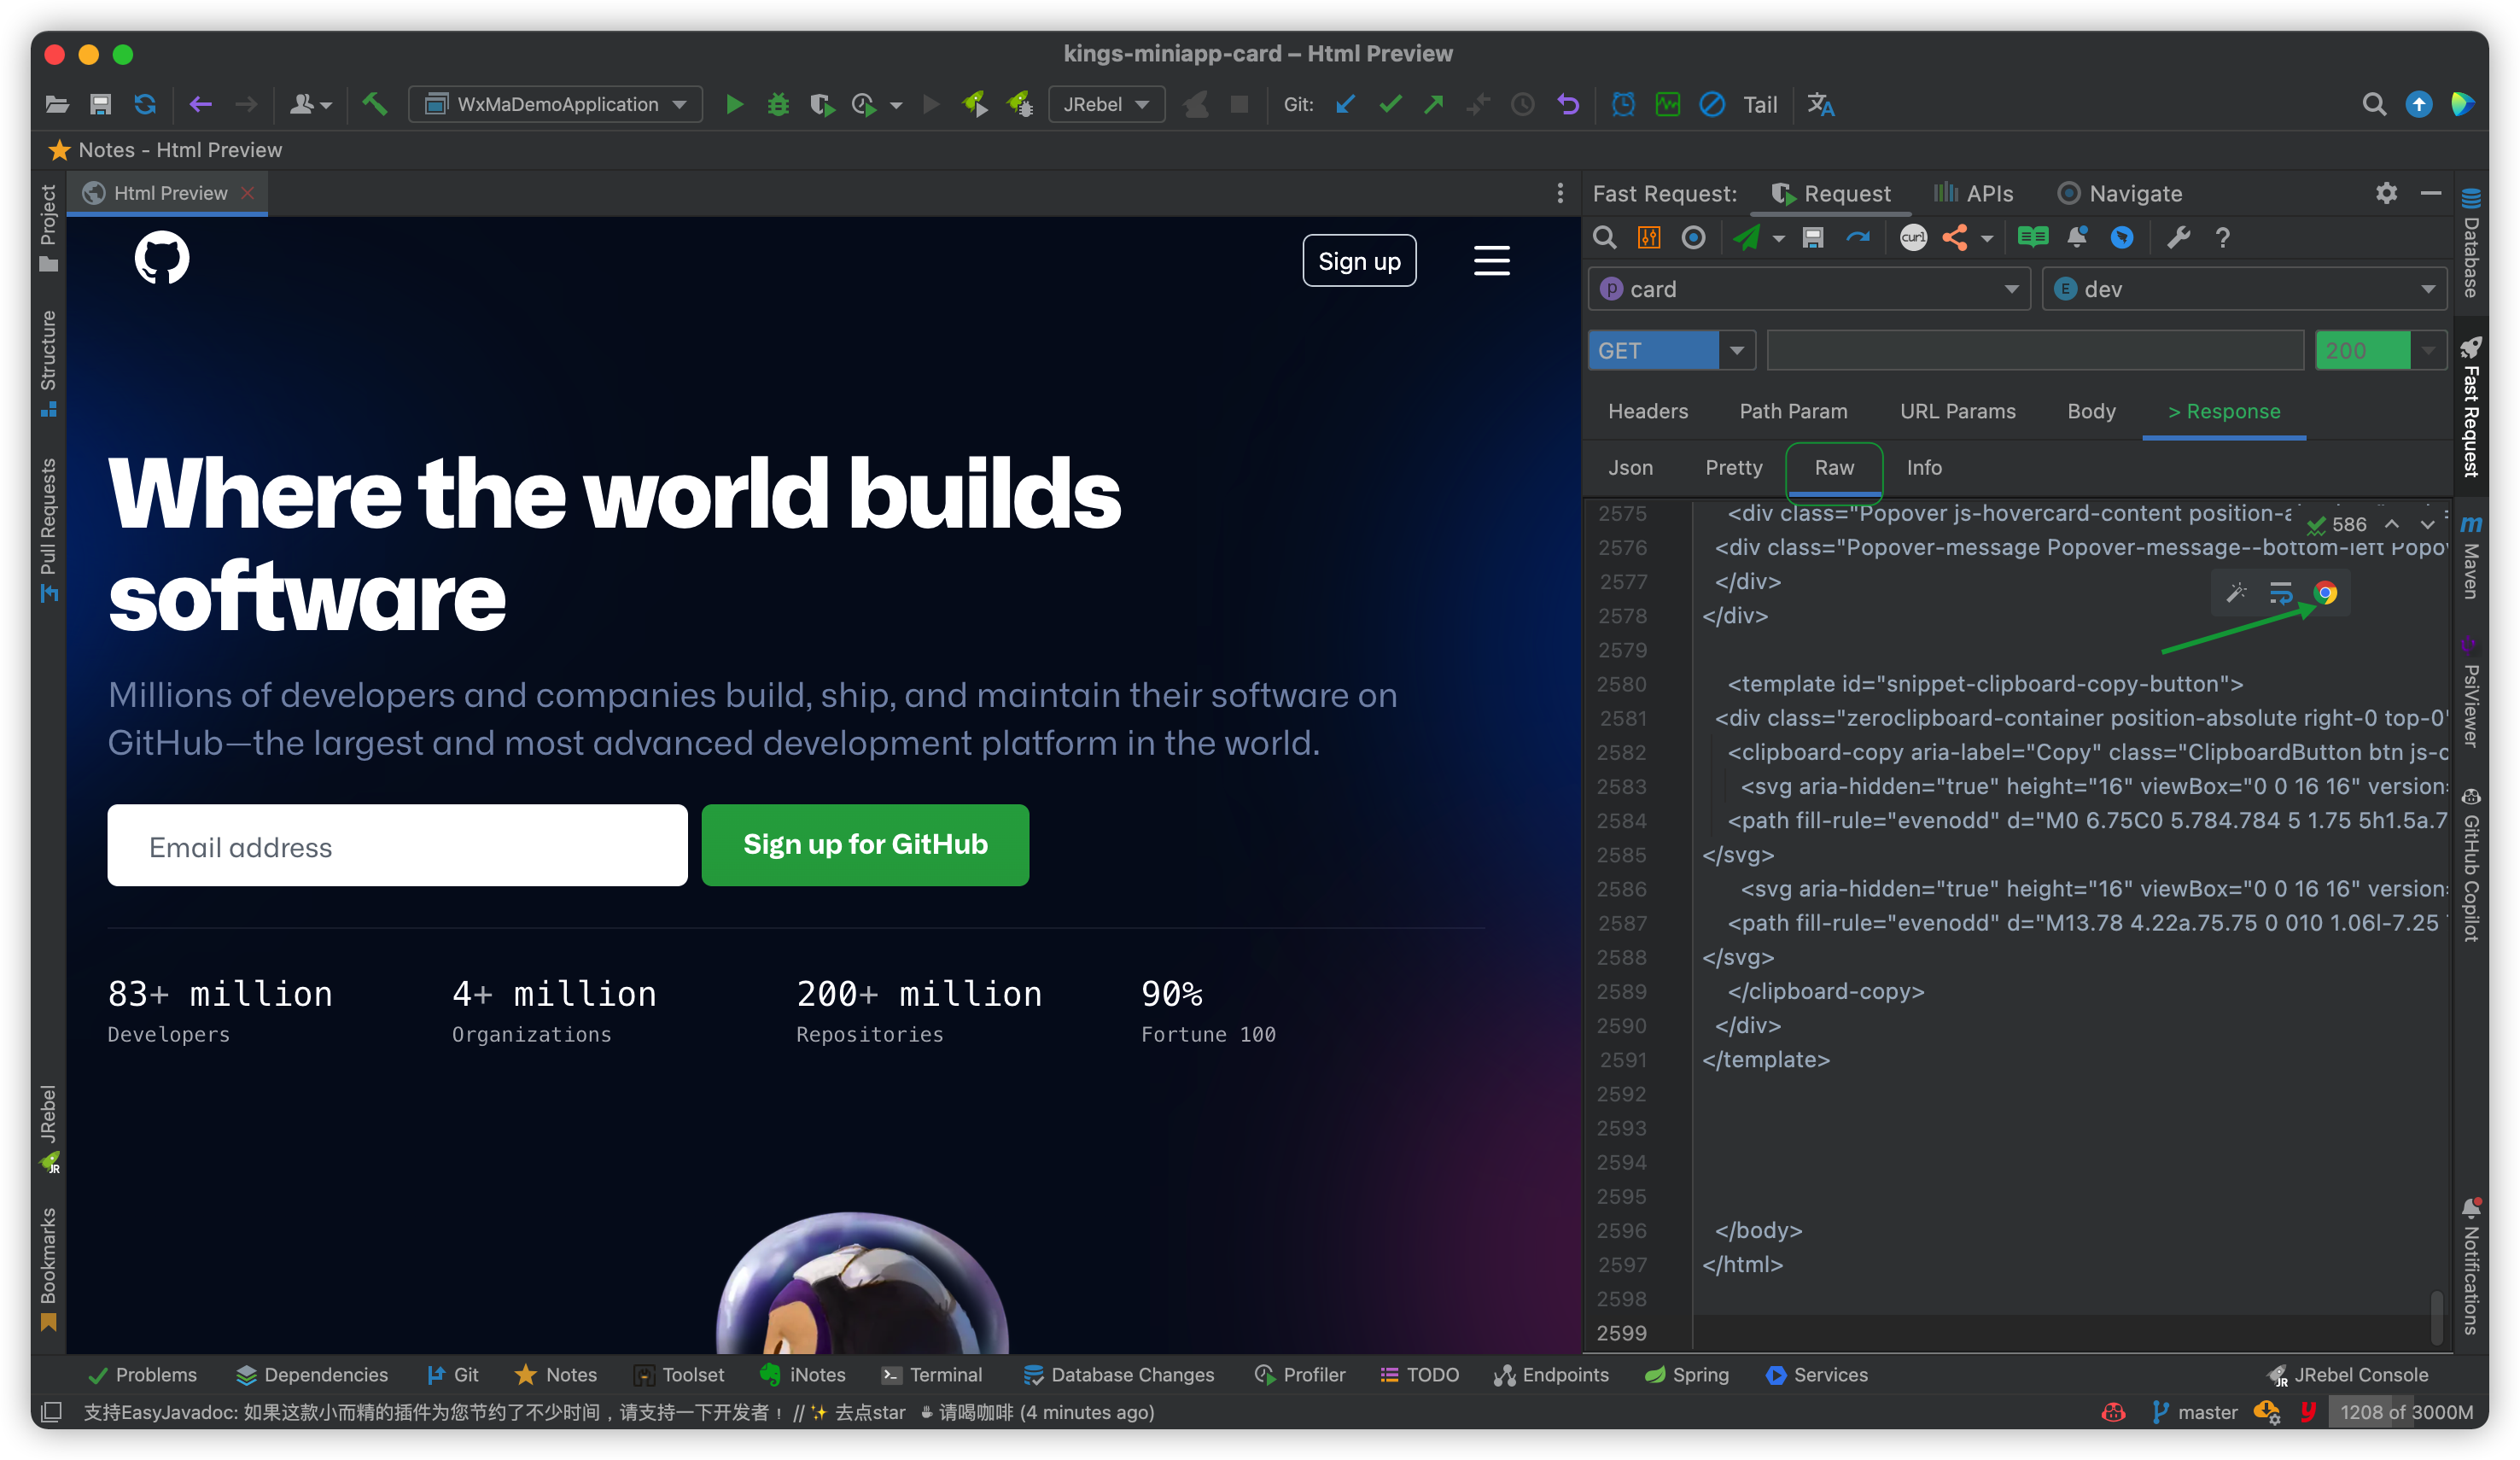 kings-miniapp-card – Html Preview
WxMaDemoApplication
JRebel
Git:
Tail
Notes - Html Preview
Project
Structure
Pull Requests
JRebel
Bookmarks
Html Preview
Sign up
Where the world builds
software
Millions of developers and companies build, ship, and maintain their software on
GitHub—the largest and most advanced development platform in the world.
Email address
Sign up for GitHub
83+ million
Developers
4+ million
Organizations
200+ million
Repositories
90%
Fortune 100
Fast Request:
Request
APIs
Navigate
curl
card
dev
GET
200
Headers
Path Param
URL Params
Body
> Response
Json
Pretty
Raw
Info
586
2575 <div class="Popover js-hovercard-content position-
2576 <div class="Popover-message Popover-message--bottom-left Popov
2577 </div>
2578 </div>
2579
2580 <template id="snippet-clipboard-copy-button">
2581 <div class="zeroclipboard-container position-absolute right-0 top-0"
2582 <clipboard-copy aria-label="Copy" class="ClipboardButton btn js-c
2583 <svg aria-hidden="true" height="16" viewBox="0 0 16 16" version=
2584 <path fill-rule="evenodd" d="M0 6.75C0 5.784.784 5 1.75 5h1.5a.7
2585 </svg>
2586 <svg aria-hidden="true" height="16" viewBox="0 0 16 16" version=
2587 <path fill-rule="evenodd" d="M13.78 4.22a.75.75 0 010 1.06l-7.25
2588 </svg>
2589 </clipboard-copy>
2590 </div>
2591 </template>
2592
2593
2594
2595
2596 </body>
2597 </html>
2598
2599
Database
Fast Request
Maven
PsiViewer
GitHub Copilot
Notifications
Problems
Dependencies
Git
Notes
Toolset
iNotes
Terminal
Database Changes
Profiler
TODO
Endpoints
Spring
Services
JRebel Console
支持EasyJavadoc: 如果这款小而精的插件为您节约了不少时间，请支持一下开发者！ // ✨ 去点star ☕ 请喝咖啡 (4 minutes ago)
master
1208 of 3000M